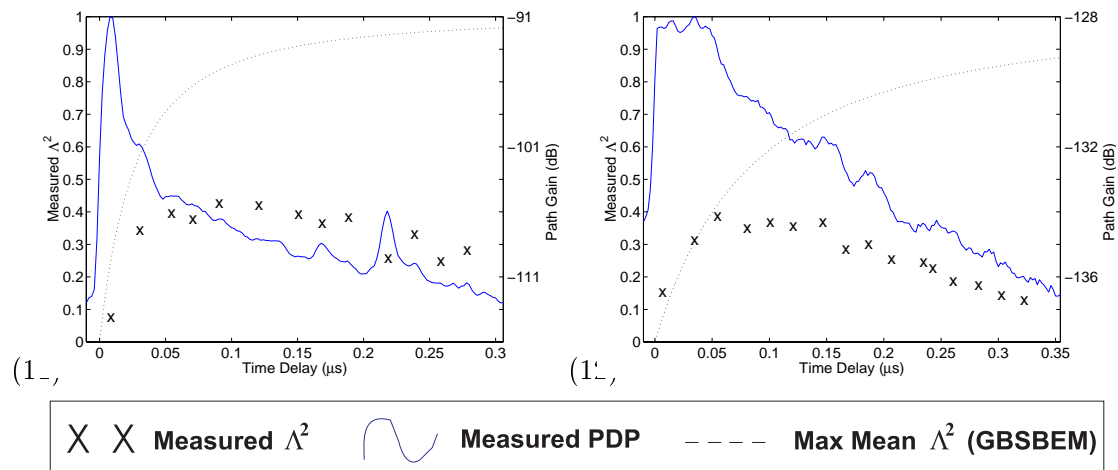 1
0.9
0.8
0.7
0.6
0.5
0.4
0.3
0.2
0.1
0
Measured Λ²
0 0.05 0.1 0.15 0.2 0.25 0.3
Time Delay (μs)
−91
−101
−111
Path Gain (dB)
1
0.9
0.8
0.7
0.6
0.5
0.4
0.3
0.2
0.1
0
Measured Λ²
0 0.05 0.1 0.15 0.2 0.25 0.3 0.35
Time Delay (μs)
−128
−132
−136
Path Gain (dB)
X X Measured Λ²
Measured PDP
Max Mean Λ² (GBSBEM)